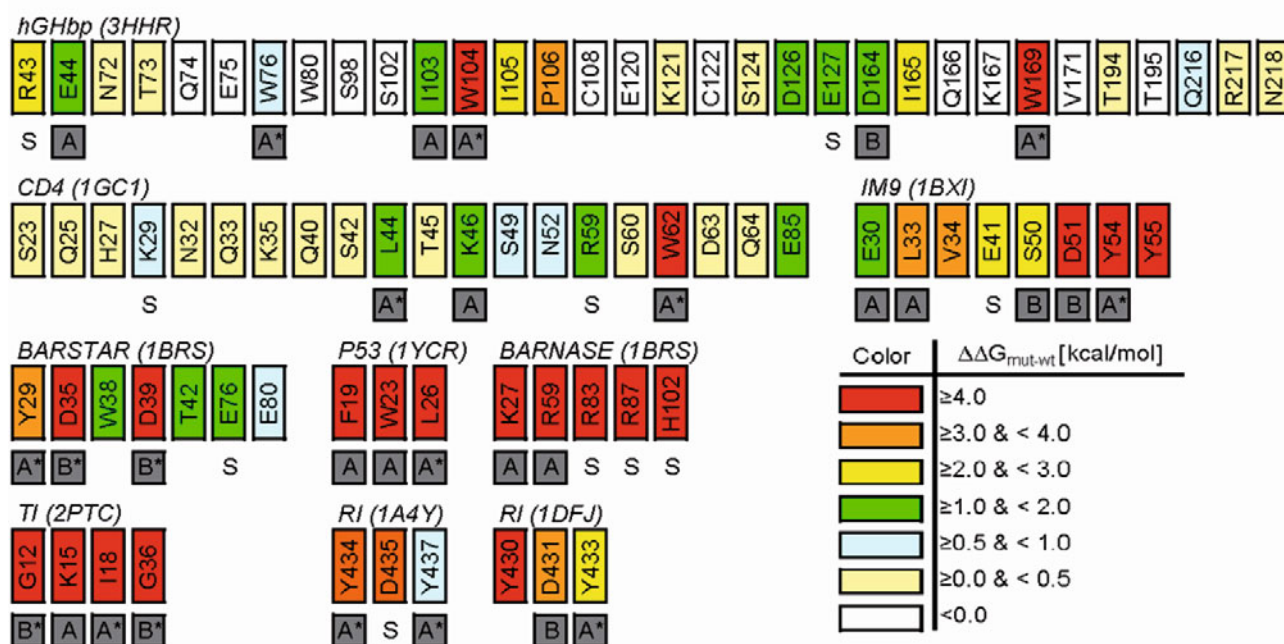 hGHbp (3HHR)
R43 E44 N72 T73 Q74 E75 W76 W80 S98 S102 I103 W104 I105 P106 C108 E120 K121 C122 S124 D126 E127 D164 I165 Q166 K167 W169 V171 T194 T195 Q216 R217 N218
S A A* A A* S B A*
CD4 (1GC1) IM9 (1BXI)
S23 Q25 H27 K29 N32 Q33 K35 Q40 S42 L44 T45 K46 S49 N52 R59 S60 W62 D63 Q64 E85 E30 L33 V34 E41 S50 D51 Y54 Y55
S A* A S A* A A S B B A*
BARSTAR (1BRS) P53 (1YCR) BARNASE (1BRS)
Y29 D35 W38 D39 T42 E76 E80 F19 W23 L26 K27 R59 R83 R87 H102
A* B* B* S A A A* A A S S S
TI (2PTC) RI (1A4Y) RI (1DFJ)
G12 K15 I18 G36 Y434 D435 Y437 Y430 D431 Y433
B* A A* B* A* S A* B A*
Color ΔΔGmut-wt [kcal/mol]
≥4.0
≥3.0 & < 4.0
≥2.0 & < 3.0
≥1.0 & < 2.0
≥0.5 & < 1.0
≥0.0 & < 0.5
<0.0